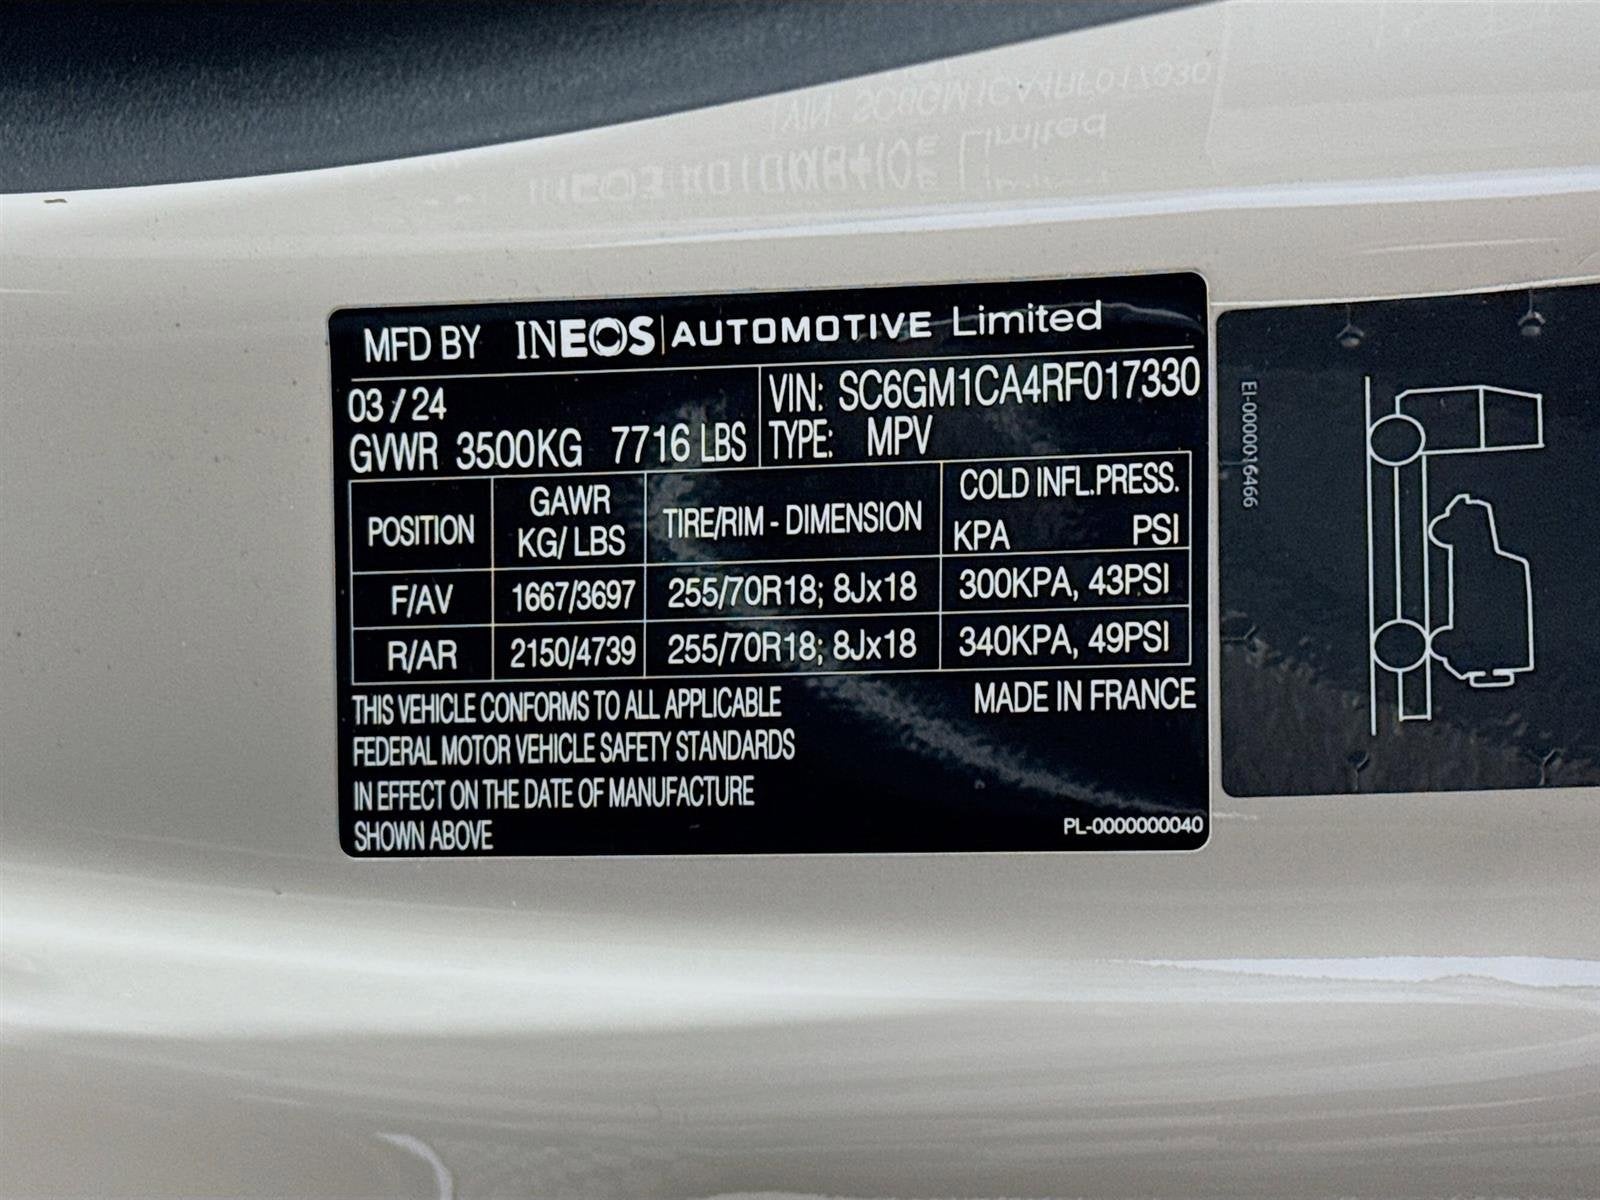 MFD BY INEOS AUTOMOTIVE Limited
03 / 24
GVWR 3500KG 7716 LBS
VIN: SC6GM1CA4RF017330
TYPE: MPV
POSITION GAWR KG/ LBS TIRE/RIM - DIMENSION COLD INFL.PRESS. KPA PSI
F/AV 1667/3697 255/70R18; 8Jx18 300KPA, 43PSI
R/AR 2150/4739 255/70R18; 8Jx18 340KPA, 49PSI
THIS VEHICLE CONFORMS TO ALL APPLICABLE
FEDERAL MOTOR VEHICLE SAFETY STANDARDS
IN EFFECT ON THE DATE OF MANUFACTURE
SHOWN ABOVE
MADE IN FRANCE
PL-0000000040
EI-0000016466